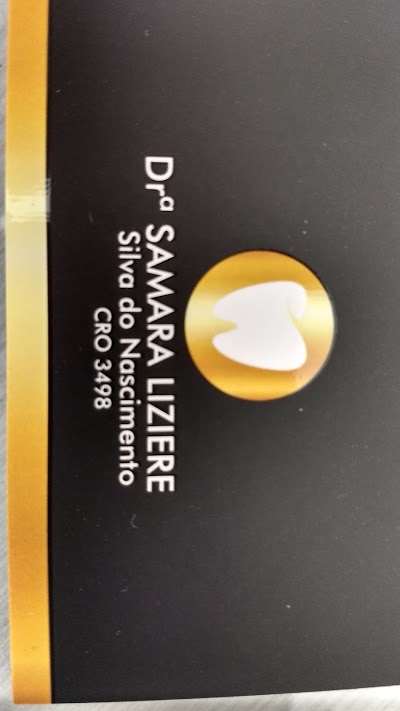 Drª SAMARA LIZIERE
Silva do Nascimento
CRO 3498